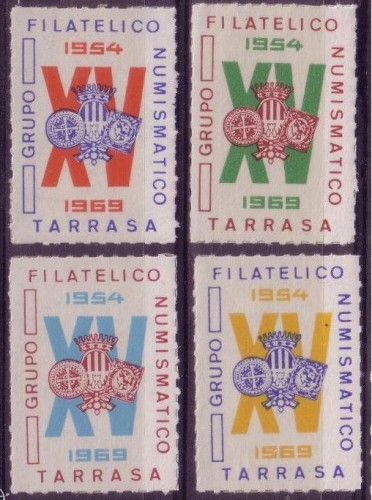 GRUPO
FILATELICO
NUMISMATICO
1954
XV
1969
TARRASA
GRUPO
FILATELICO
NUMISMATICO
1954
XV
1969
TARRASA
GRUPO
FILATELICO
NUMISMATICO
1954
XV
1969
TARRASA
GRUPO
FILATELICO
NUMISMATICO
1954
XV
1969
TARRASA